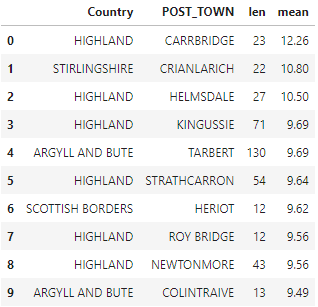 Country POST_TOWN len mean
0 HIGHLAND CARRBRIDGE 23 12.26
1 STIRLINGSHIRE CRIANLARICH 22 10.80
2 HIGHLAND HELMSDALE 27 10.50
3 HIGHLAND KINGUSSIE 71 9.69
4 ARGYLL AND BUTE TARBERT 130 9.69
5 HIGHLAND STRATHCARRON 54 9.64
6 SCOTTISH BORDERS HERIOT 12 9.62
7 HIGHLAND ROY BRIDGE 12 9.56
8 HIGHLAND NEWTONMORE 43 9.56
9 ARGYLL AND BUTE COLINTRAIVE 13 9.49